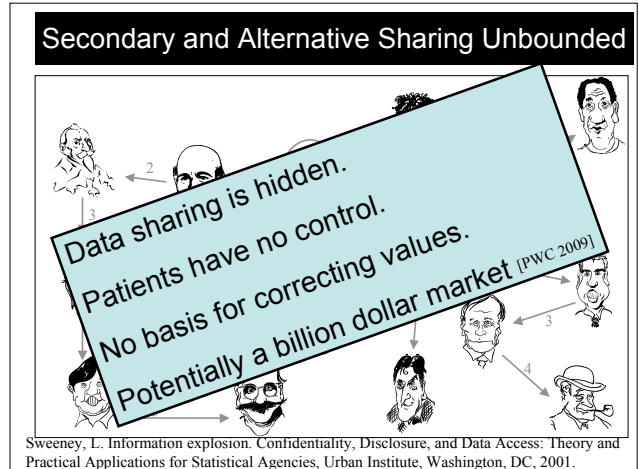 Secondary and Alternative Sharing Unbounded
2
3
Data sharing is hidden.
Patients have no control.
No basis for correcting values.
Potentially a billion dollar market [PWC 2009]
3
4
Sweeney, L. Information explosion. Confidentiality, Disclosure, and Data Access: Theory and
Practical Applications for Statistical Agencies, Urban Institute, Washington, DC, 2001.